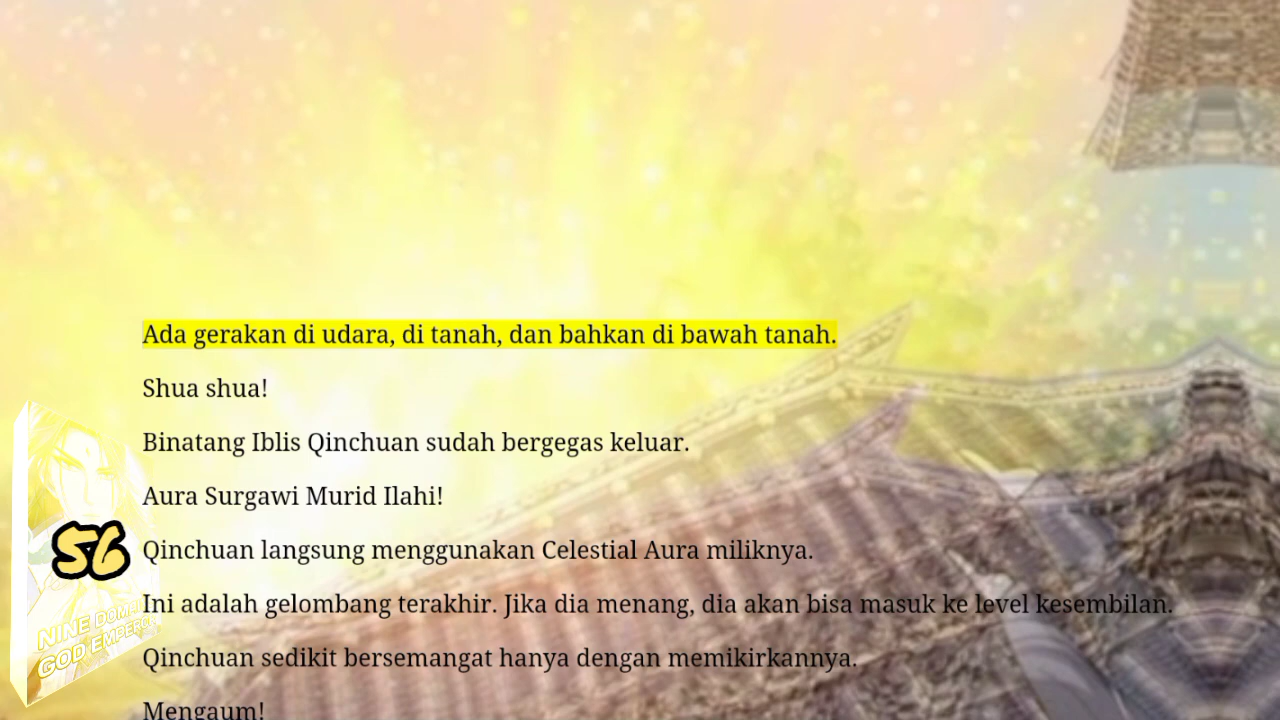 Ada gerakan di udara, di tanah, dan bahkan di bawah tanah.
Shua shua!
Binatang Iblis Qinchuan sudah bergegas keluar.
Aura Surgawi Murid Ilahi!
Qinchuan langsung menggunakan Celestial Aura miliknya.
Ini adalah gelombang terakhir. Jika dia menang, dia akan bisa masuk ke level kesembilan.
Qinchuan sedikit bersemangat hanya dengan memikirkannya.
Mengaum!
56
NINE
GOD EMPEROR